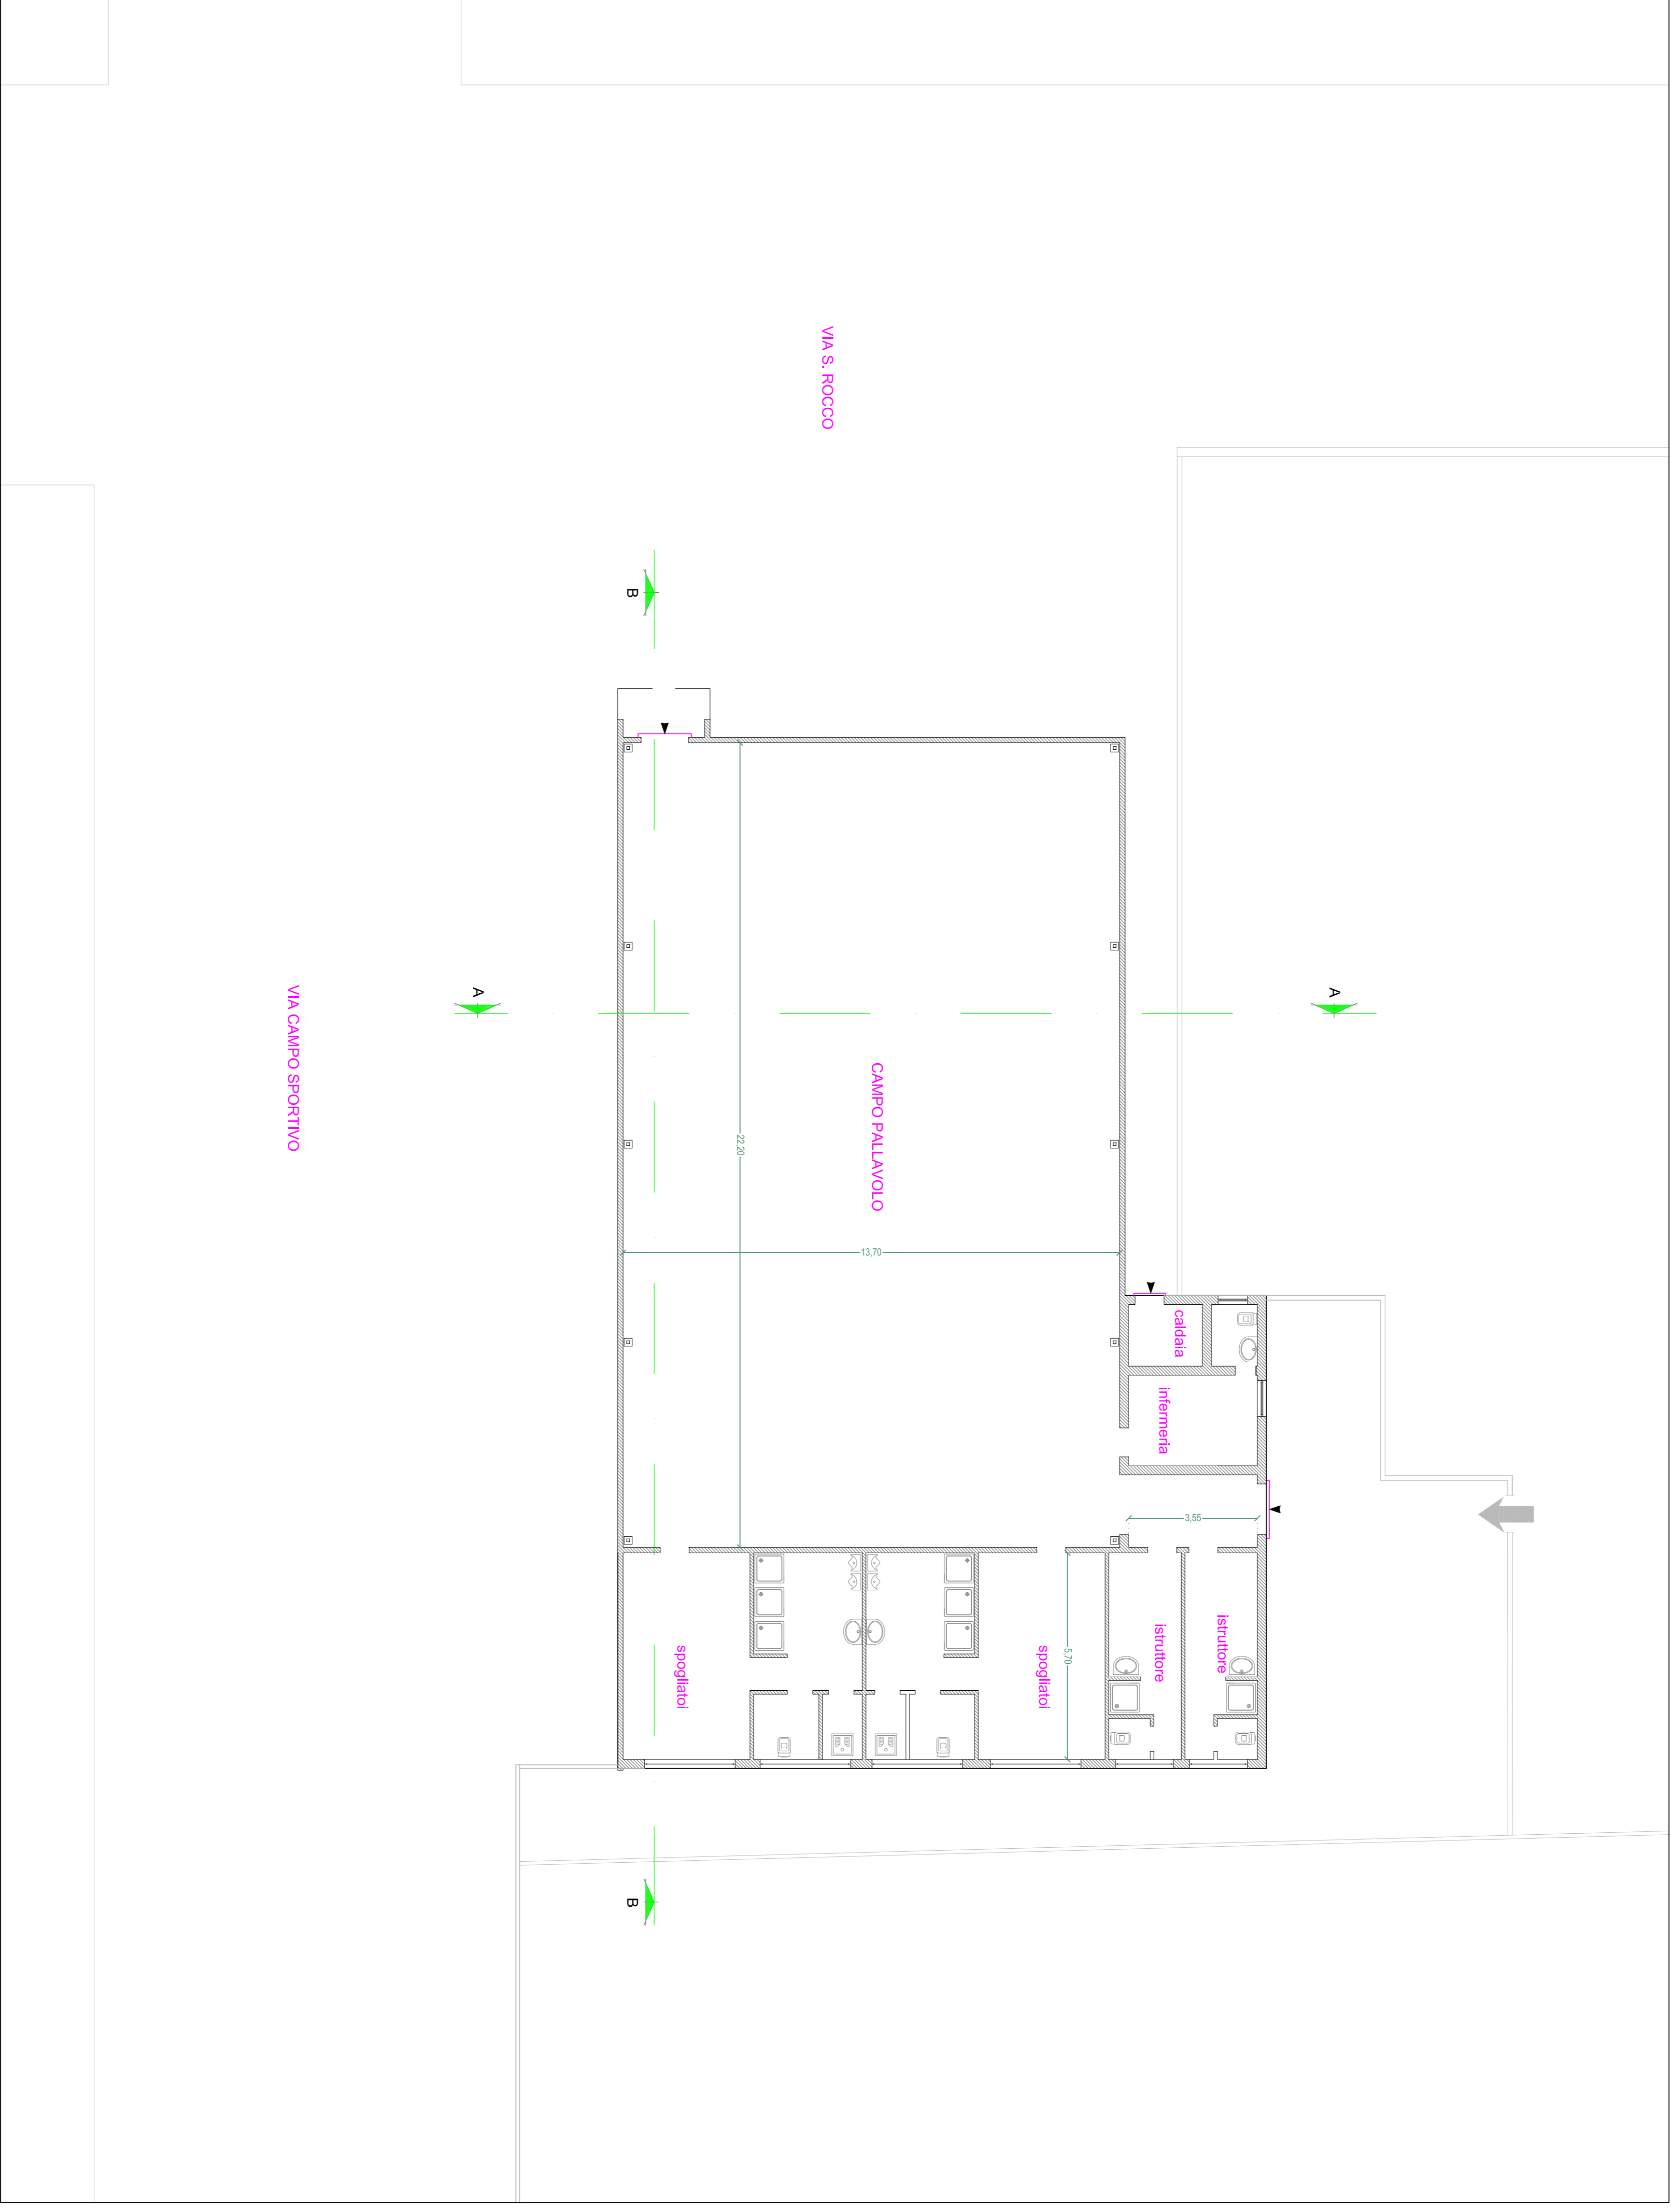 VIA S. ROCCO
B
A
A
VIA CAMPO SPORTIVO
CAMPO PALLAVOLO
22,20
13,70
caldaia
infermeria
3,55
istruttore
istruttore
spogliatoi
spogliatoi
5,70
B